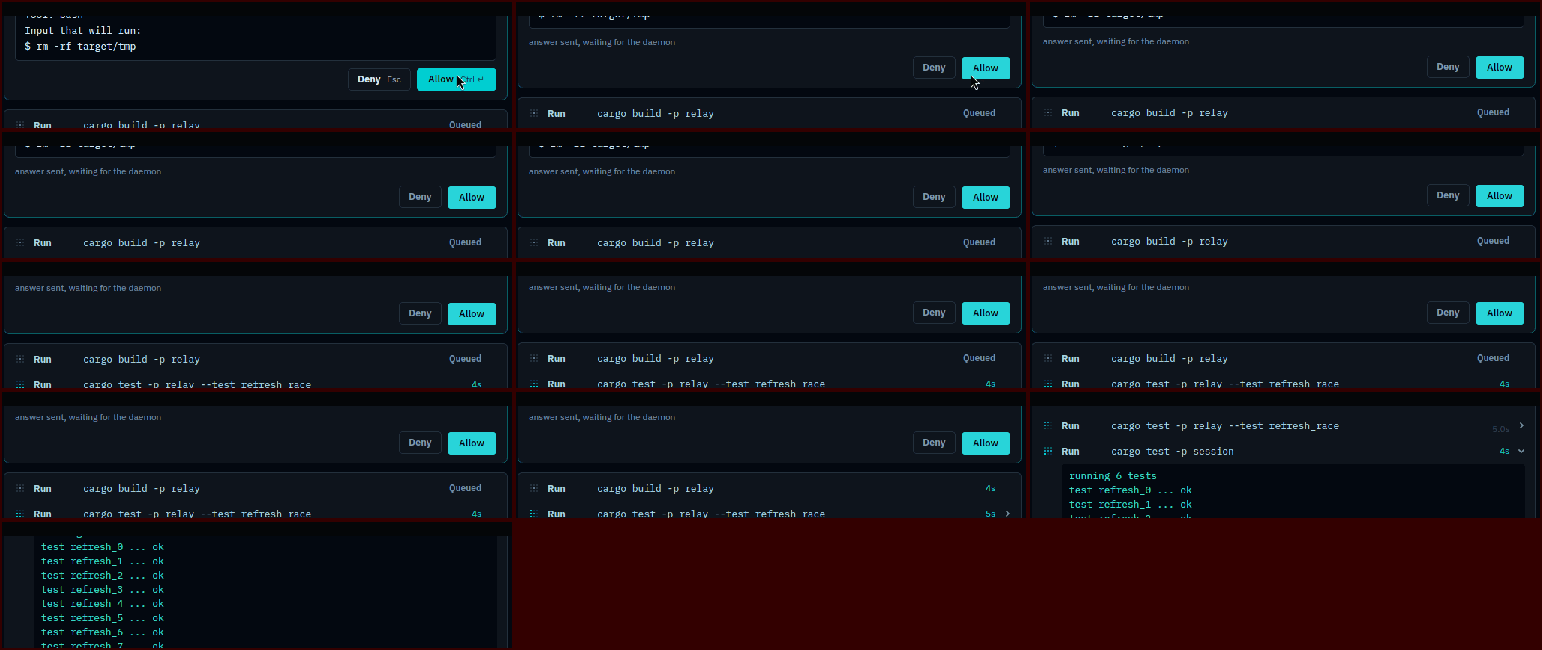 Input that will run:
$ rm -rf target/tmp
Deny Esc Allow Ctrl ↵
Run cargo build -p relay Queued
answer sent, waiting for the daemon
Deny Allow
Run cargo build -p relay Queued
answer sent, waiting for the daemon
Deny Allow
Run cargo build -p relay Queued
answer sent, waiting for the daemon
Deny Allow
Run cargo build -p relay Queued
answer sent, waiting for the daemon
Deny Allow
Run cargo build -p relay Queued
answer sent, waiting for the daemon
Deny Allow
Run cargo build -p relay Queued
answer sent, waiting for the daemon
Deny Allow
Run cargo build -p relay Queued
Run cargo test -p relay --test refresh_race 4s
answer sent, waiting for the daemon
Deny Allow
Run cargo build -p relay Queued
Run cargo test -p relay --test refresh_race 4s
answer sent, waiting for the daemon
Deny Allow
Run cargo build -p relay Queued
Run cargo test -p relay --test refresh_race 4s
answer sent, waiting for the daemon
Deny Allow
Run cargo build -p relay Queued
Run cargo test -p relay --test refresh_race 4s
answer sent, waiting for the daemon
Deny Allow
Run cargo build -p relay 4s
Run cargo test -p relay --test refresh_race 5s
Run cargo test -p relay --test refresh_race 5.0s
Run cargo test -p session 4s
running 6 tests
test refresh_0 ... ok
test refresh_1 ... ok
test refresh_0 ... ok
test refresh_1 ... ok
test refresh_2 ... ok
test refresh_3 ... ok
test refresh_4 ... ok
test refresh_5 ... ok
test refresh_6 ... ok
test refresh_7 ... ok